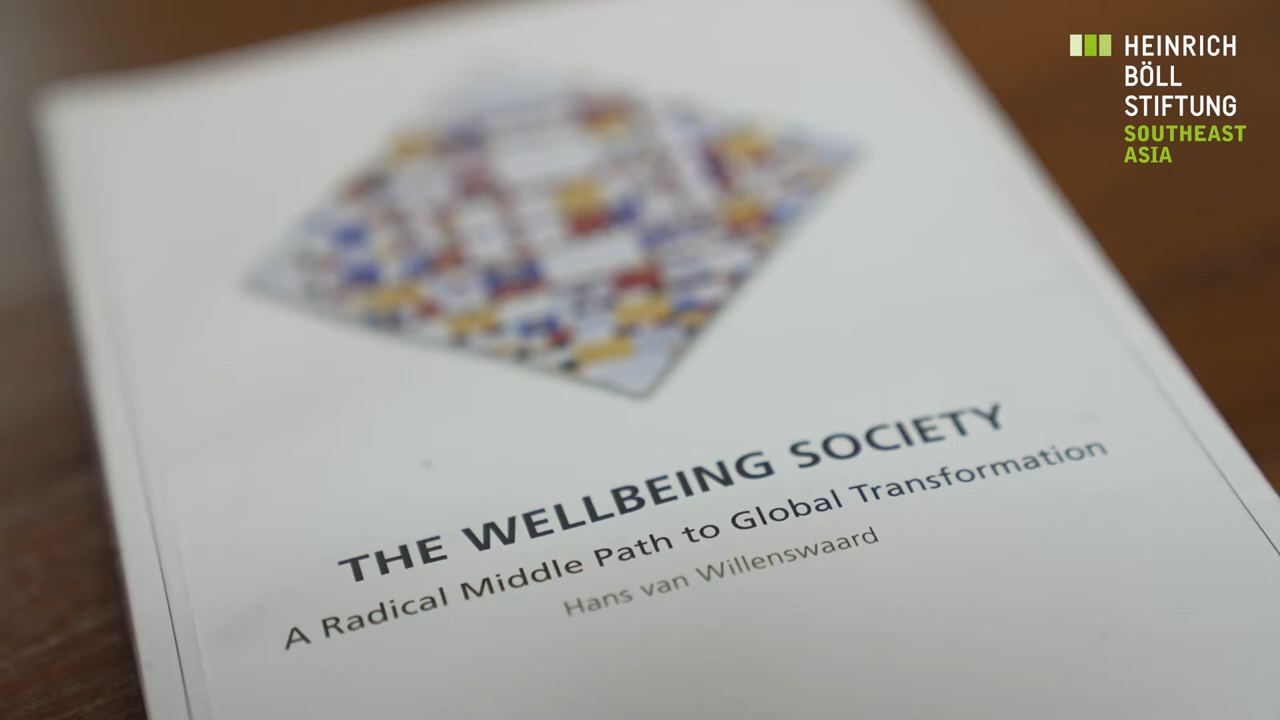 HEINRICH
BÖLL
STIFTUNG
SOUTHEAST
ASIA
THE WELLBEING SOCIETY
A Radical Middle Path to Global Transformation
Hans van Willenswaard